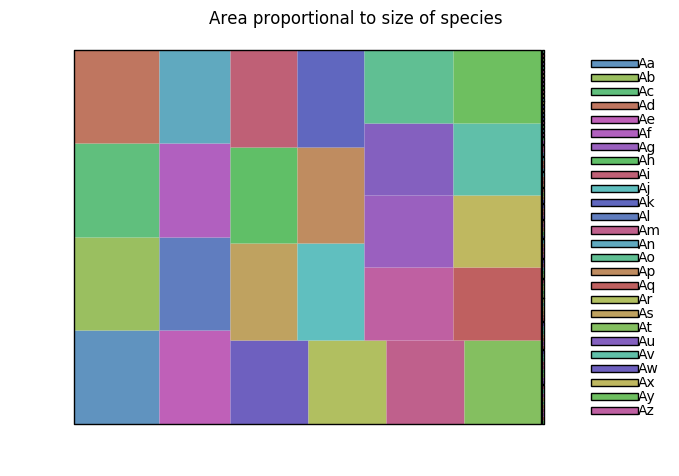 Area proportional to size of species
Aa
Ab
Ac
Ad
Ae
Af
Ag
Ah
Ai
Aj
Ak
Al
Am
An
Ao
Ap
Aq
Ar
As
At
Au
Av
Aw
Ax
Ay
Az